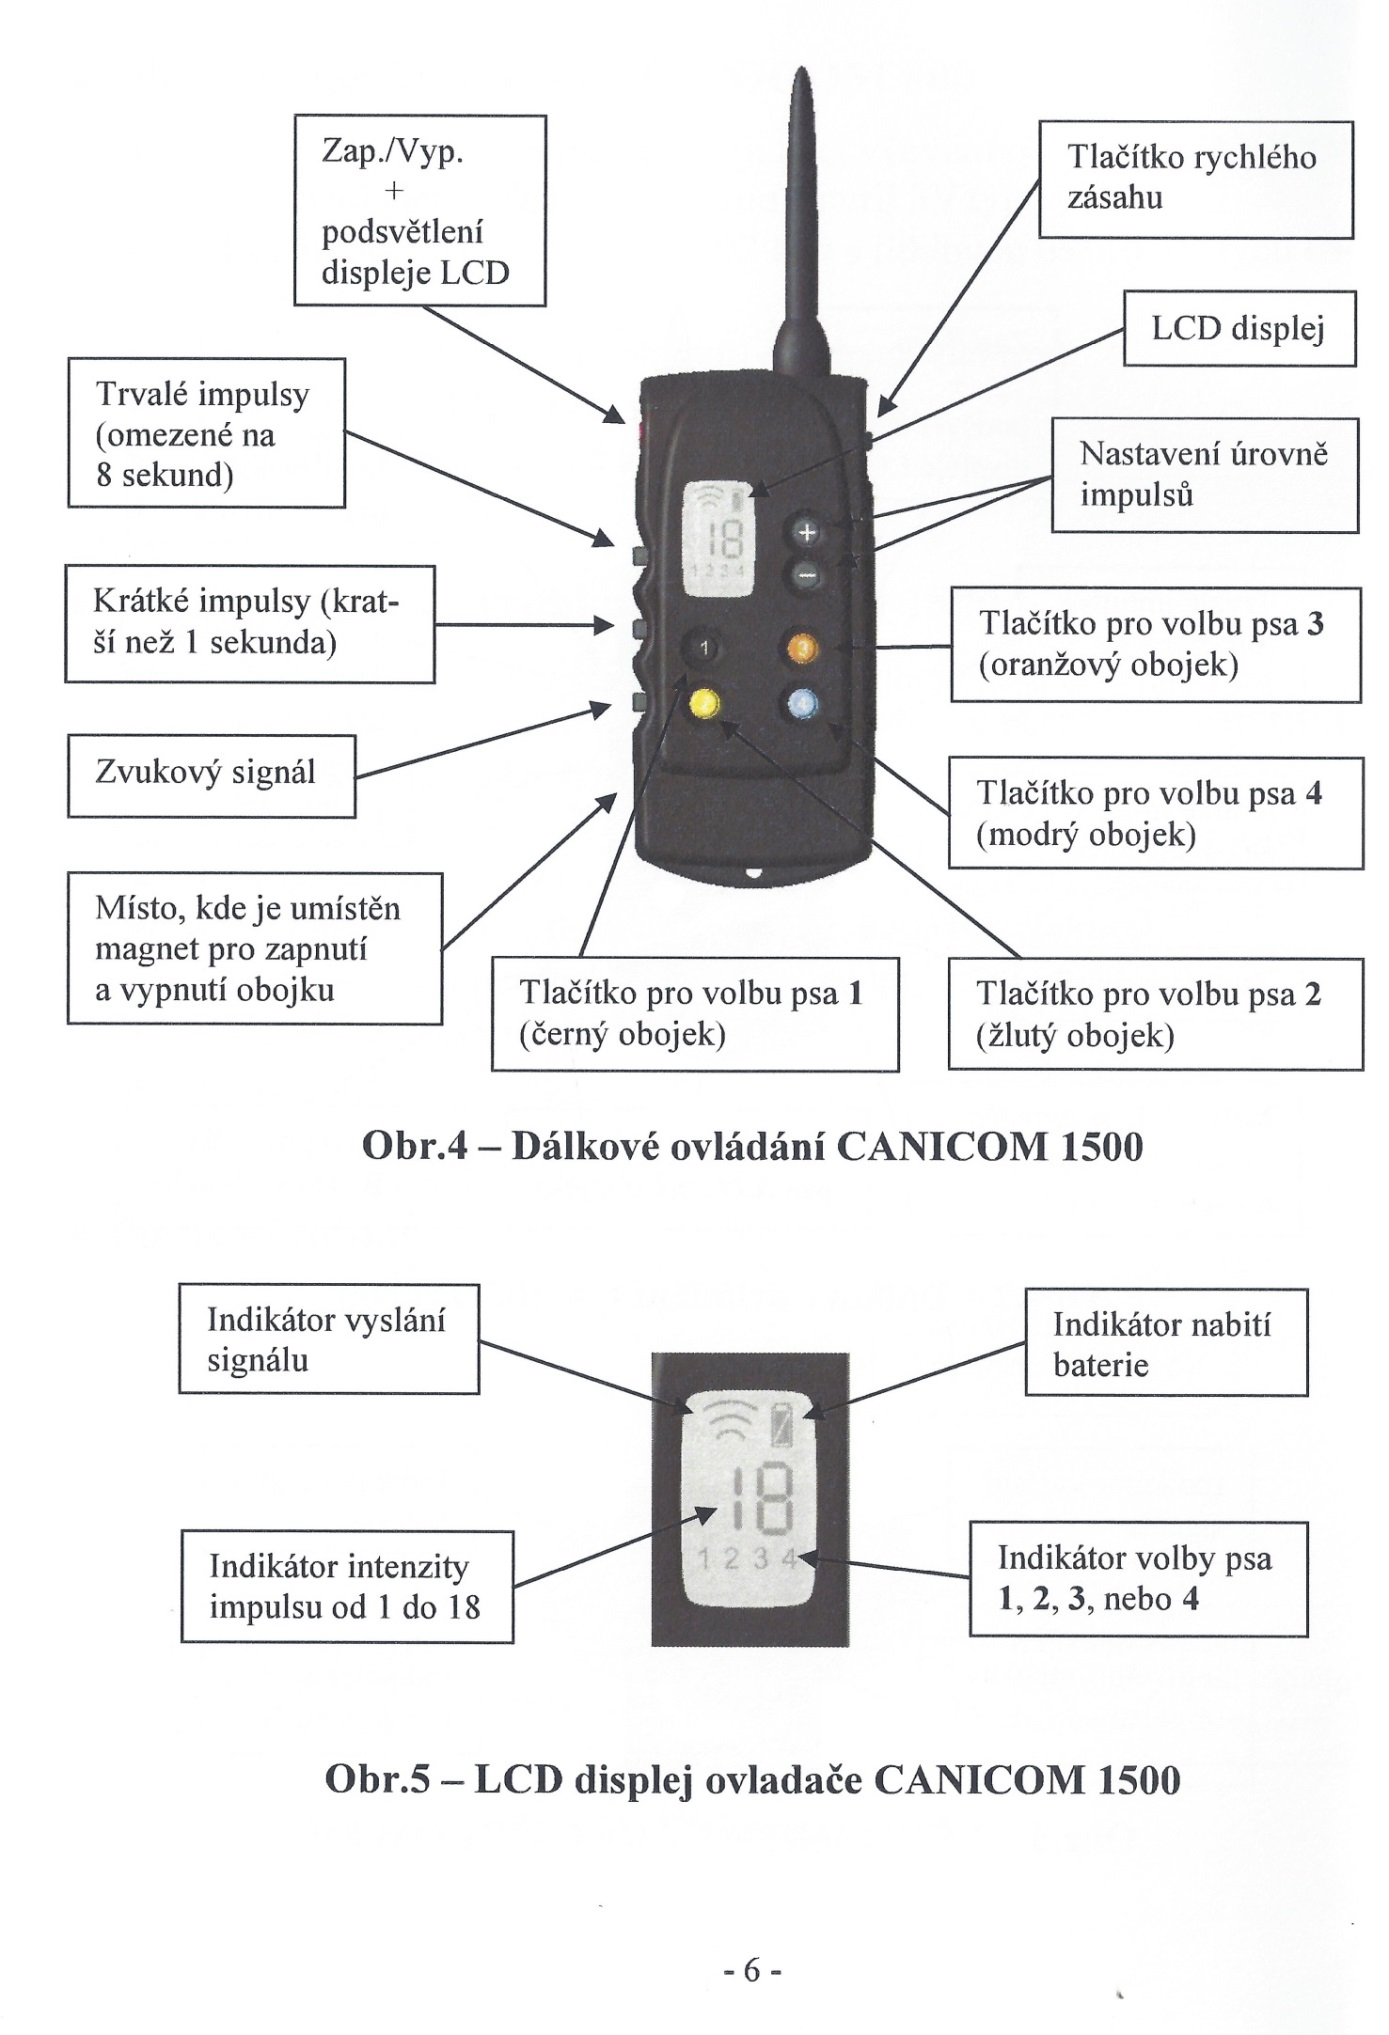 Zap./Vyp.
+
podsvětlení
displeje LCD
Tlačítko rychlého
zásahu
LCD displej
Trvalé impulsy
(omezené na
8 sekund)
Nastavení úrovně
impulsů
Krátké impulsy (krat-
ší než 1 sekunda)
Tlačítko pro volbu psa 3
(oranžový obojek)
Zvukový signál
Tlačítko pro volbu psa 4
(modrý obojek)
Místo, kde je umístěn
magnet pro zapnutí
a vypnutí obojku
Tlačítko pro volbu psa 1
(černý obojek)
Tlačítko pro volbu psa 2
(žlutý obojek)
18
1 2 3 4
+
−
1
3
2
4
Obr.4 – Dálkové ovládání CANICOM 1500
Indikátor vyslání
signálu
Indikátor nabití
baterie
18
1 2 3 4
Indikátor intenzity
impulsu od 1 do 18
Indikátor volby psa
1, 2, 3, nebo 4
Obr.5 – LCD displej ovladače CANICOM 1500
- 6 -